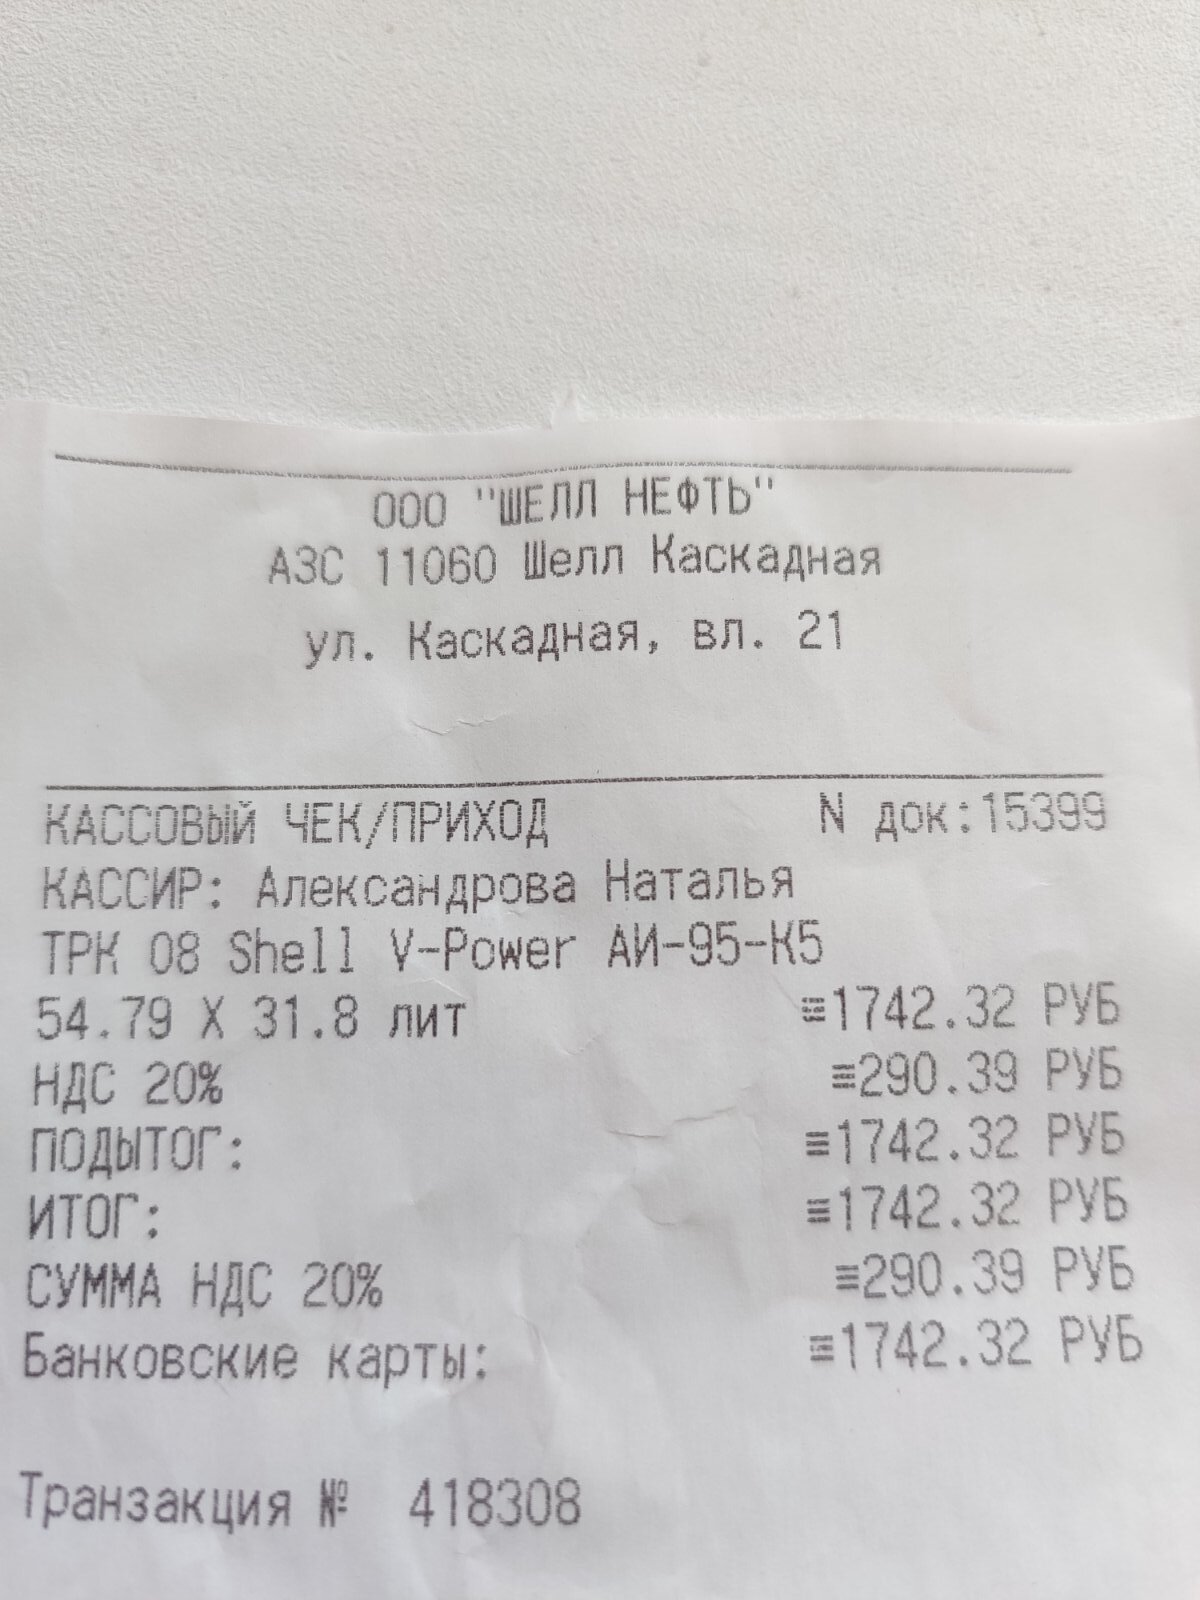 ООО "ШЕЛЛ НЕФТЬ"
АЗС 11060 Шелл Каскадная
ул. Каскадная, вл. 21
КАССОВЫЙ ЧЕК/ПРИХОД N док:15399
КАССИР: Александрова Наталья
ТРК 08 Shell V-Power АИ-95-К5
54.79 X 31.8 лит ≡1742.32 РУБ
НДС 20% ≡290.39 РУБ
ПОДЫТОГ: ≡1742.32 РУБ
ИТОГ: ≡1742.32 РУБ
СУММА НДС 20% ≡290.39 РУБ
Банковские карты: ≡1742.32 РУБ
Транзакция № 418308